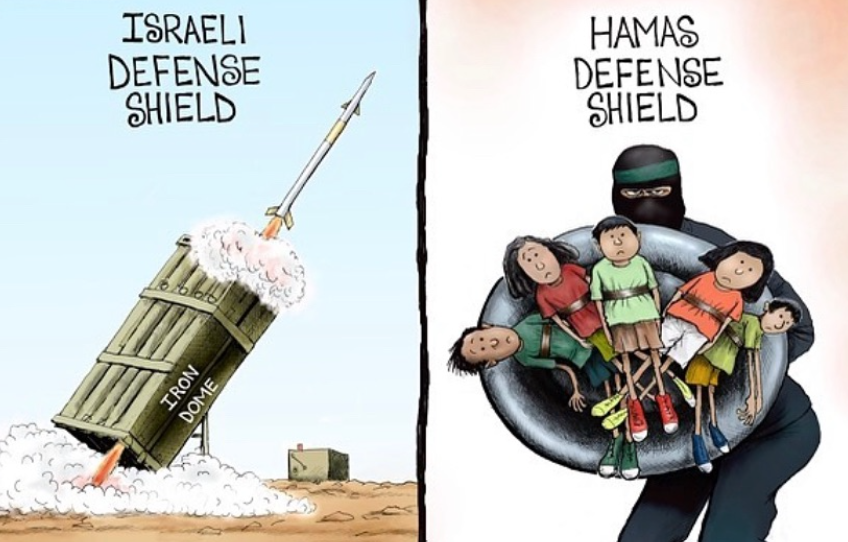 ISRAELI
DEFENSE
SHIELD
IRON
DOME
HAMAS
DEFENSE
SHIELD